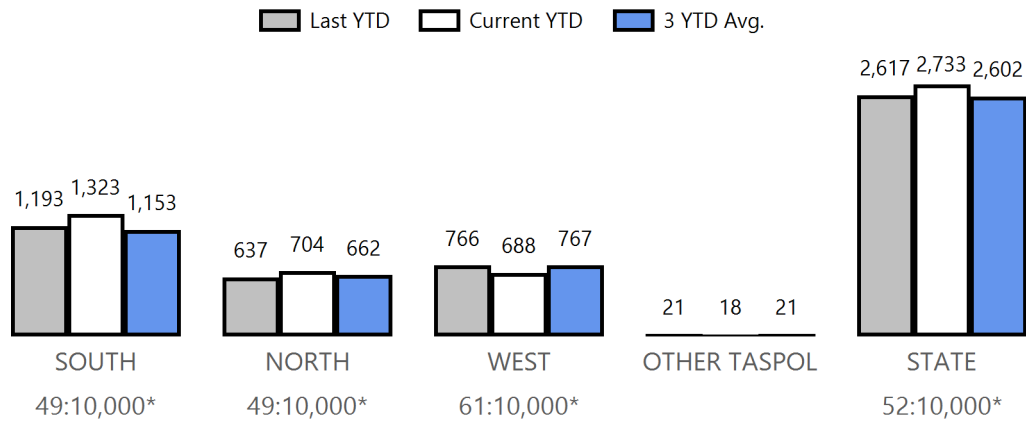 Last YTD Current YTD 3 YTD Avg.
2,617 2,733 2,602
1,193 1,323 1,153
637 704 662
766 688 767
21 18 21
SOUTH NORTH WEST OTHER TASPOL STATE
49:10,000* 49:10,000* 61:10,000* 52:10,000*